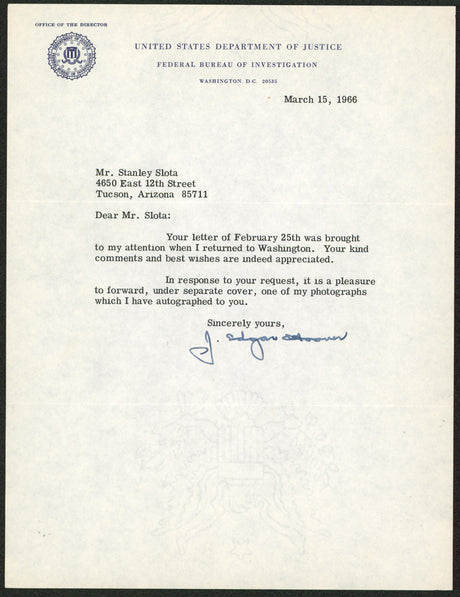 OFFICE OF THE DIRECTOR
UNITED STATES DEPARTMENT OF JUSTICE
FEDERAL BUREAU OF INVESTIGATION
WASHINGTON D.C. 20535
March 15, 1966
Mr. Stanley Slota
4650 East 12th Street
Tucson, Arizona 85711
Dear Mr. Slota:
Your letter of February 25th was brought
to my attention when I returned to Washington. Your kind
comments and best wishes are indeed appreciated.
In response to your request, it is a pleasure
to forward, under separate cover, one of my photographs
which I have autographed to you.
Sincerely yours,
J. Edgar Hoover